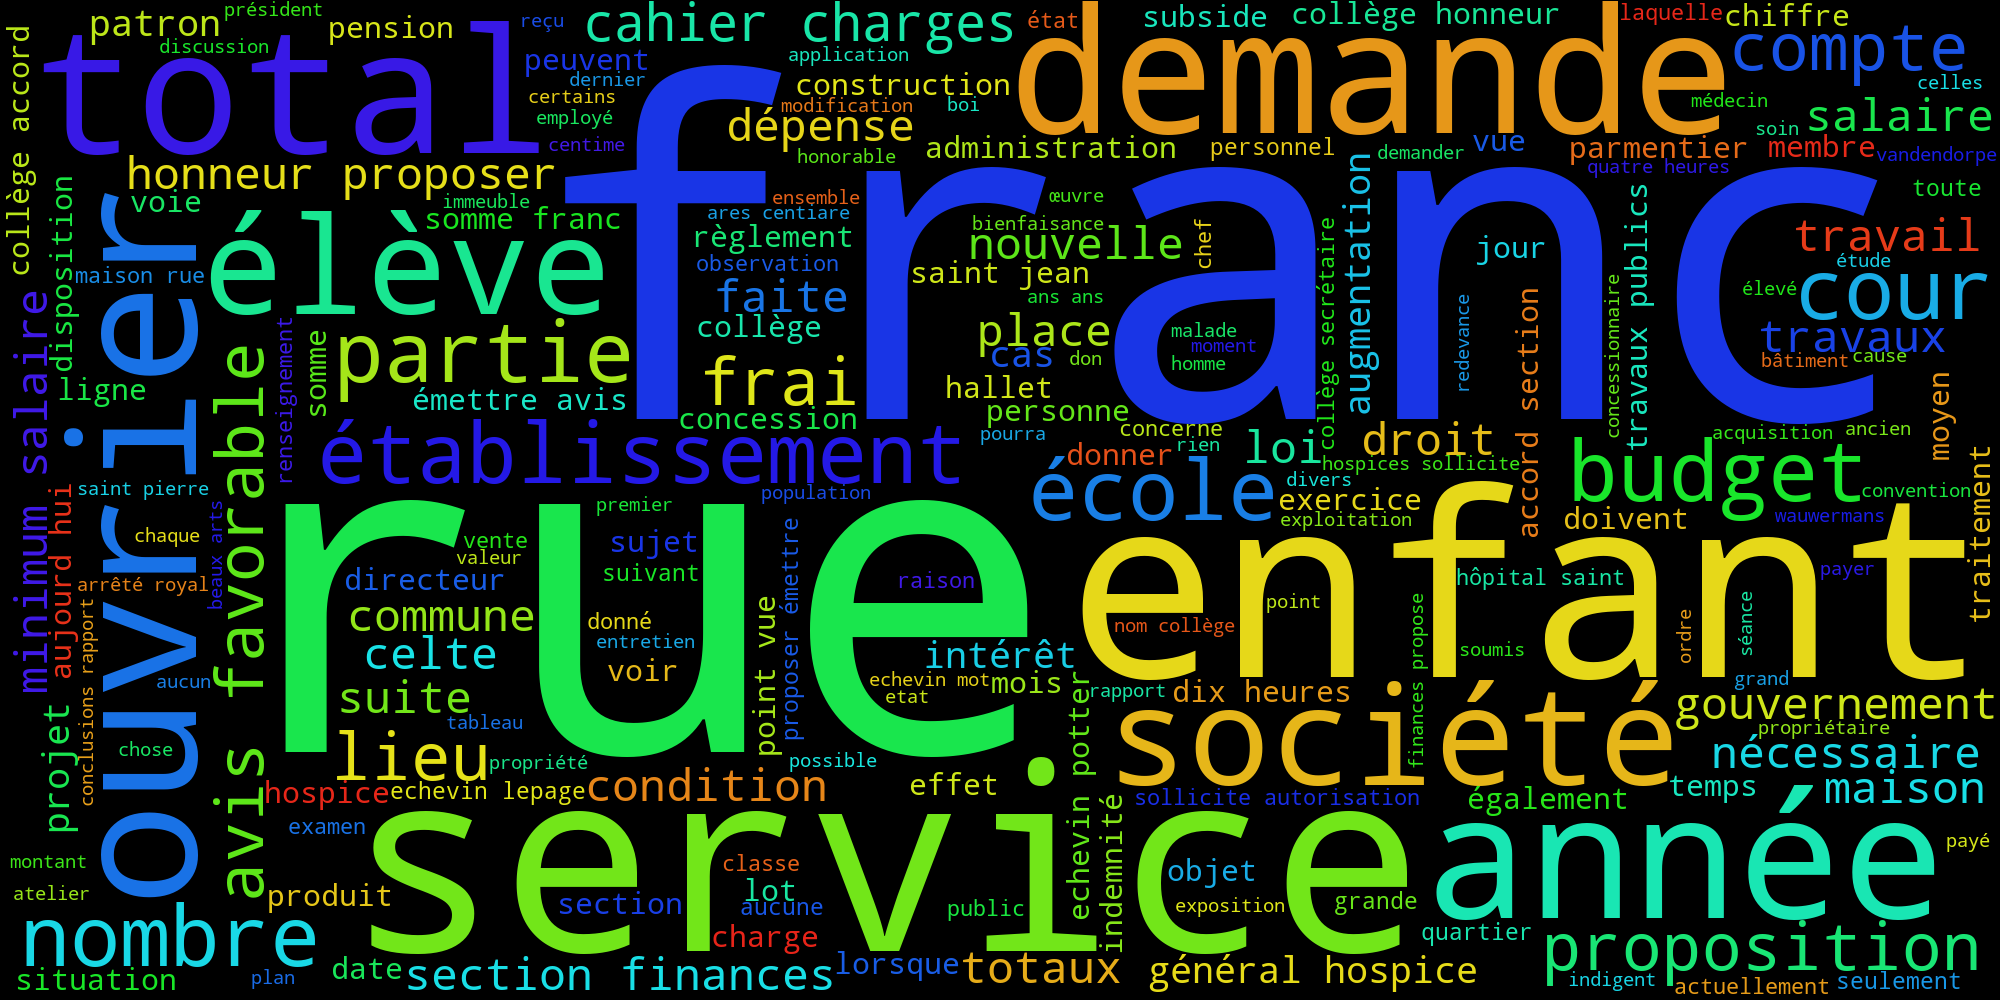 président
patron
pension
reçu
cahier charges
état
subside
collège honneur
laquelle
chiffre
discussion
total
peuvent
application
demande
compte
dernier
construction
celles
certains
modification
boi
médecin
employé
dépense
salaire
soin
centime
honorable
administration
personnel
demander
vue
parmentier
membre
vandendorpe
collège accord
honneur proposer
franc
quatre heures
toute
voie
immeuble
ensemble
œuvre
somme franc
ares centiare
bienfaisance
disposition
élève
règlement
nouvelle
chef
augmentation
jour
travaux publics
travail
maison rue
observation
saint jean
étude
faite
ans ans
collège secrétaire
élevé
cour
ouvrier
collège
place
malade
moment
redevance
concessionnaire
travaux
minimum salaire
renseignement
somme
partie
cas
don
homme
bâtiment
cause
ligne
émettre avis
frai
hallet
accord section
moyen
concession
personne
avis favorable
établissement
pourra
concerne
rien
loi
droit
acquisition
ancien
donner
hospices sollicite
saint pierre
aujourd hui
population
école
divers
exercice
budget
convention
beaux arts
rue
premier
exploitation
enfant
doivent
wauwermans
traitement
chaque
vente
sujet
proposer émettre
valeur
arrêté royal
directeur
suivant
raison
hôpital saint
payer
conclusions rapport
commune
donné
point vue
point
celte
entretien
nom collège
finances propose
ordre
séance
voir
intérêt
soumis
aucun
suite
echevin mot
mois
rapport
dix heures
grand
etat
société
gouvernement
projet
tableau
propriétaire
chose
lieu
propriété
possible
echevin potter
nécessaire
hospice
echevin lepage
condition
effet
sollicite autorisation
également
temps
maison
examen
service
indemnité
année
payé
montant
classe
objet
atelier
produit
lot
section
aucune
public
exposition
grande
nombre
charge
quartier
proposition
situation
plan
date
section finances
lorsque
totaux
général hospice
indigent
actuellement
seulement